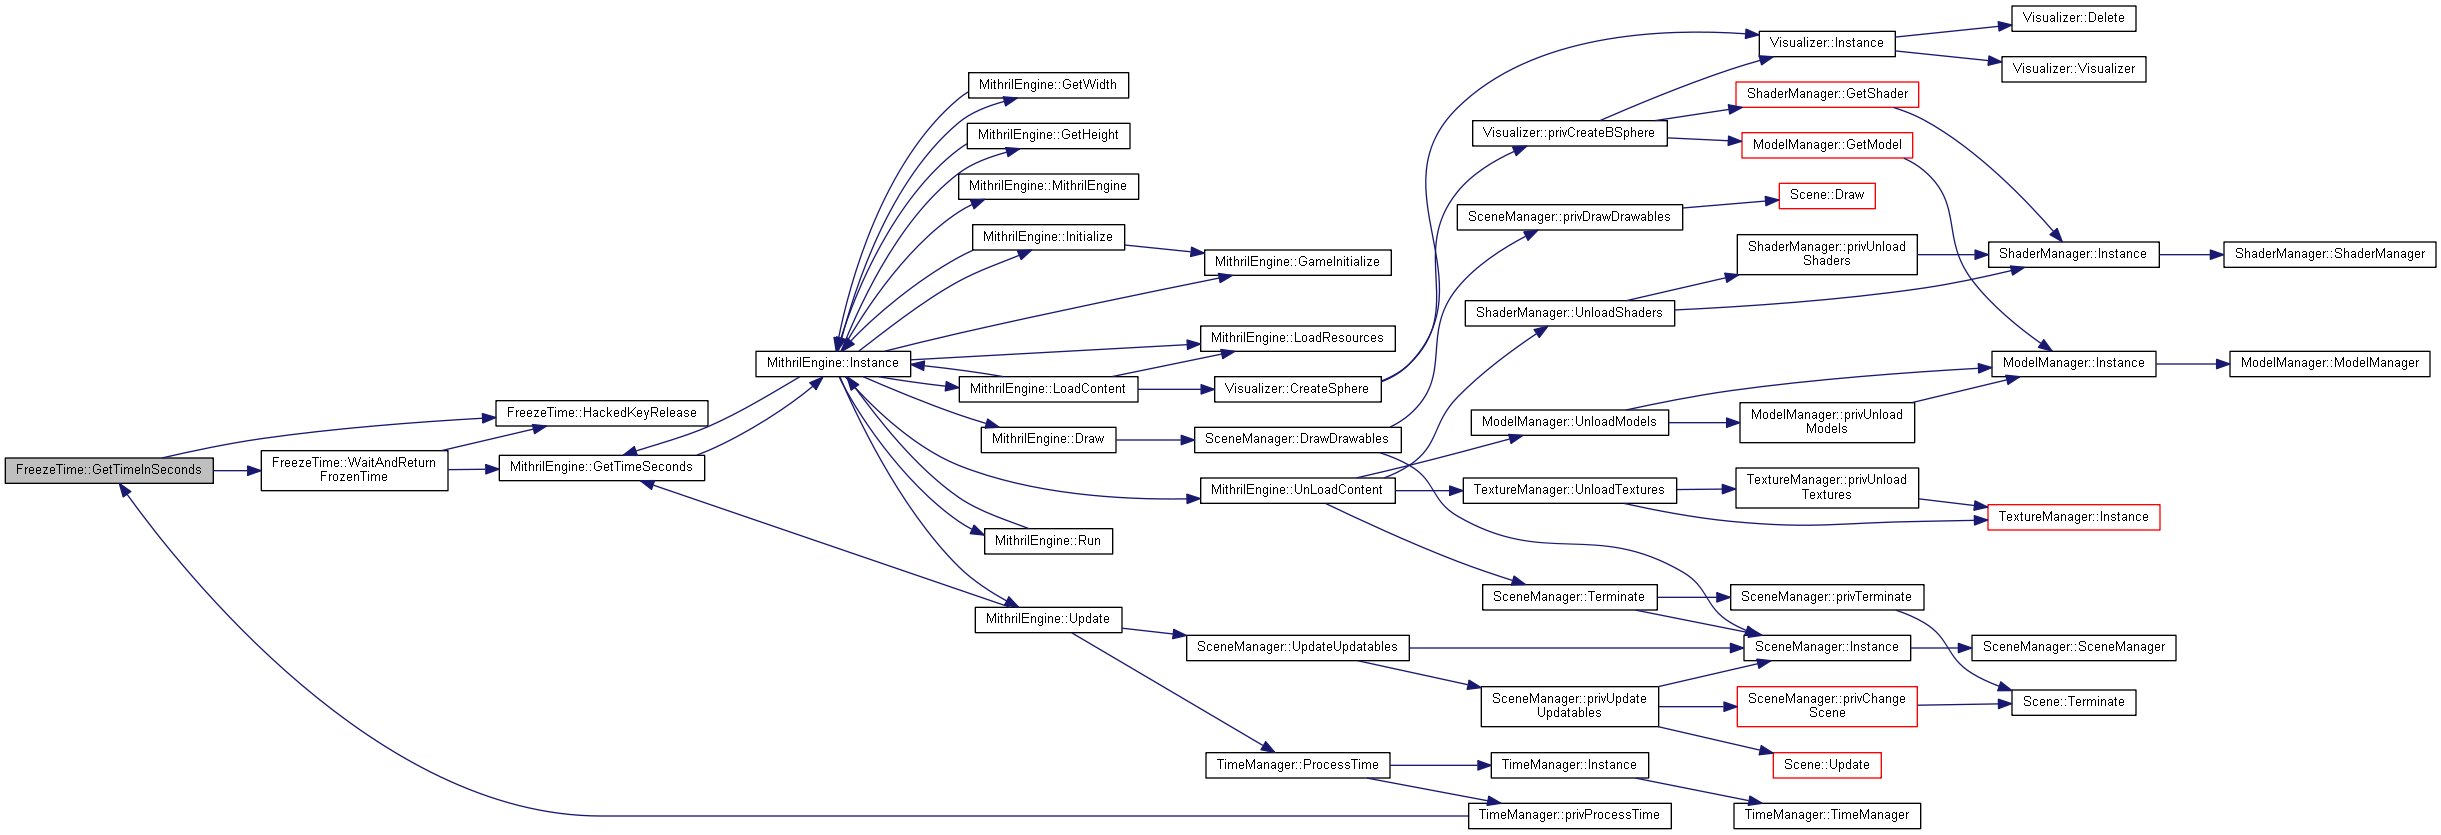 FreezeTime::GetTimeInSeconds
FreezeTime::WaitAndReturn
FrozenTime
FreezeTime::HackedKeyRelease
MithrilEngine::GetTimeSeconds
MithrilEngine::Instance
MithrilEngine::GetWidth
MithrilEngine::GetHeight
MithrilEngine::MithrilEngine
MithrilEngine::Initialize
MithrilEngine::LoadContent
MithrilEngine::Draw
MithrilEngine::Run
MithrilEngine::Update
MithrilEngine::GameInitialize
MithrilEngine::LoadResources
Visualizer::CreateSphere
SceneManager::DrawDrawables
MithrilEngine::UnLoadContent
SceneManager::UpdateUpdatables
TimeManager::ProcessTime
Visualizer::privCreateBSphere
SceneManager::privDrawDrawables
ShaderManager::UnloadShaders
ModelManager::UnloadModels
TextureManager::UnloadTextures
SceneManager::Terminate
SceneManager::privUpdate
Updatables
TimeManager::Instance
TimeManager::privProcessTime
Visualizer::Instance
ShaderManager::GetShader
ModelManager::GetModel
Scene::Draw
ShaderManager::privUnload
Shaders
ModelManager::privUnload
Models
TextureManager::privUnload
Textures
SceneManager::privTerminate
SceneManager::Instance
SceneManager::privChange
Scene
Scene::Update
TimeManager::TimeManager
Visualizer::Delete
Visualizer::Visualizer
ShaderManager::Instance
ModelManager::Instance
TextureManager::Instance
SceneManager::SceneManager
Scene::Terminate
ShaderManager::ShaderManager
ModelManager::ModelManager